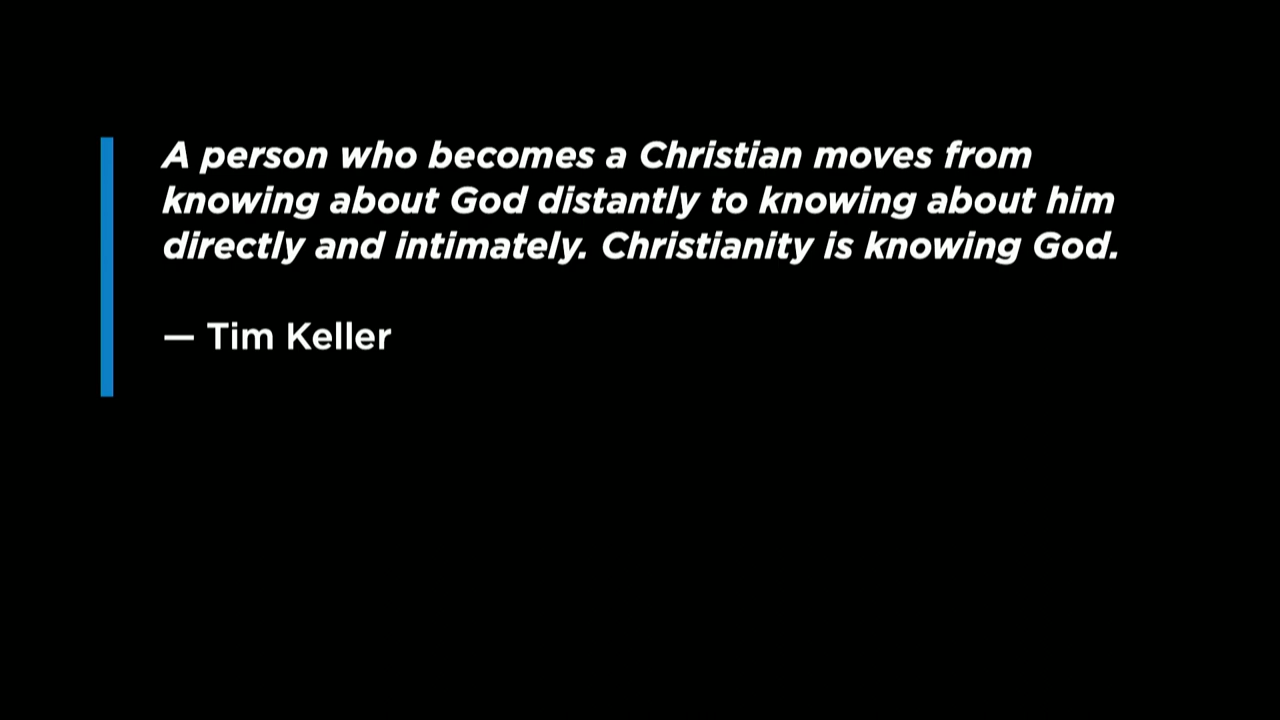 A person who becomes a Christian moves from
knowing about God distantly to knowing about him
directly and intimately. Christianity is knowing God.
— Tim Keller